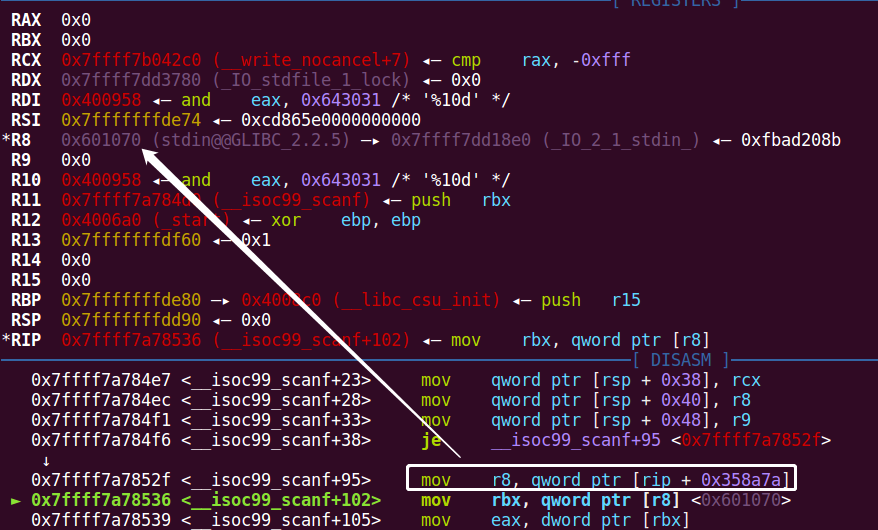 [ REGISTERS ]
RAX 0x0
RBX 0x0
RCX 0x7ffff7b042c0 (__write_nocancel+7) ◂— cmp rax, -0xfff
RDX 0x7ffff7dd3780 (_IO_stdfile_1_lock) ◂— 0x0
RDI 0x400958 ◂— and eax, 0x643031 /* '%10d' */
RSI 0x7fffffffde74 ◂— 0xcd865e0000000000
*R8 0x601070 (stdin@@GLIBC_2.2.5) —▸ 0x7ffff7dd18e0 (_IO_2_1_stdin_) ◂— 0xfbad208b
R9 0x0
R10 0x400958 ◂— and eax, 0x643031 /* '%10d' */
R11 (__isoc99_scanf) ◂— push rbx
R12 0x4006a0 ◂— xor ebp, ebp
R13 0x7fffffffdf60 ◂— 0x1
R14 0x0
R15 0x0
RBP 0x7fffffffde80 —▸ (__libc_csu_init) ◂— push r15
RSP 0x7fffffffdd90 ◂— 0x0
*RIP 0x7ffff7a78536 (__isoc99_scanf+102) ◂— mov rbx, qword ptr [r8]
[ DISASM ]
0x7ffff7a784e7 <__isoc99_scanf+23> mov qword ptr [rsp + 0x38], rcx
0x7ffff7a784ec <__isoc99_scanf+28> mov qword ptr [rsp + 0x40], r8
0x7ffff7a784f1 <__isoc99_scanf+33> mov qword ptr [rsp + 0x48], r9
0x7ffff7a784f6 <__isoc99_scanf+38> je __isoc99_scanf+95 <0x7ffff7a7852f>
↓
0x7ffff7a7852f <__isoc99_scanf+95> mov r8, qword ptr [rip + 0x358a7a]
► 0x7ffff7a78536 <__isoc99_scanf+102> mov rbx, qword ptr [r8] <0x601070>
0x7ffff7a78539 <__isoc99_scanf+105> mov eax, dword ptr [rbx]